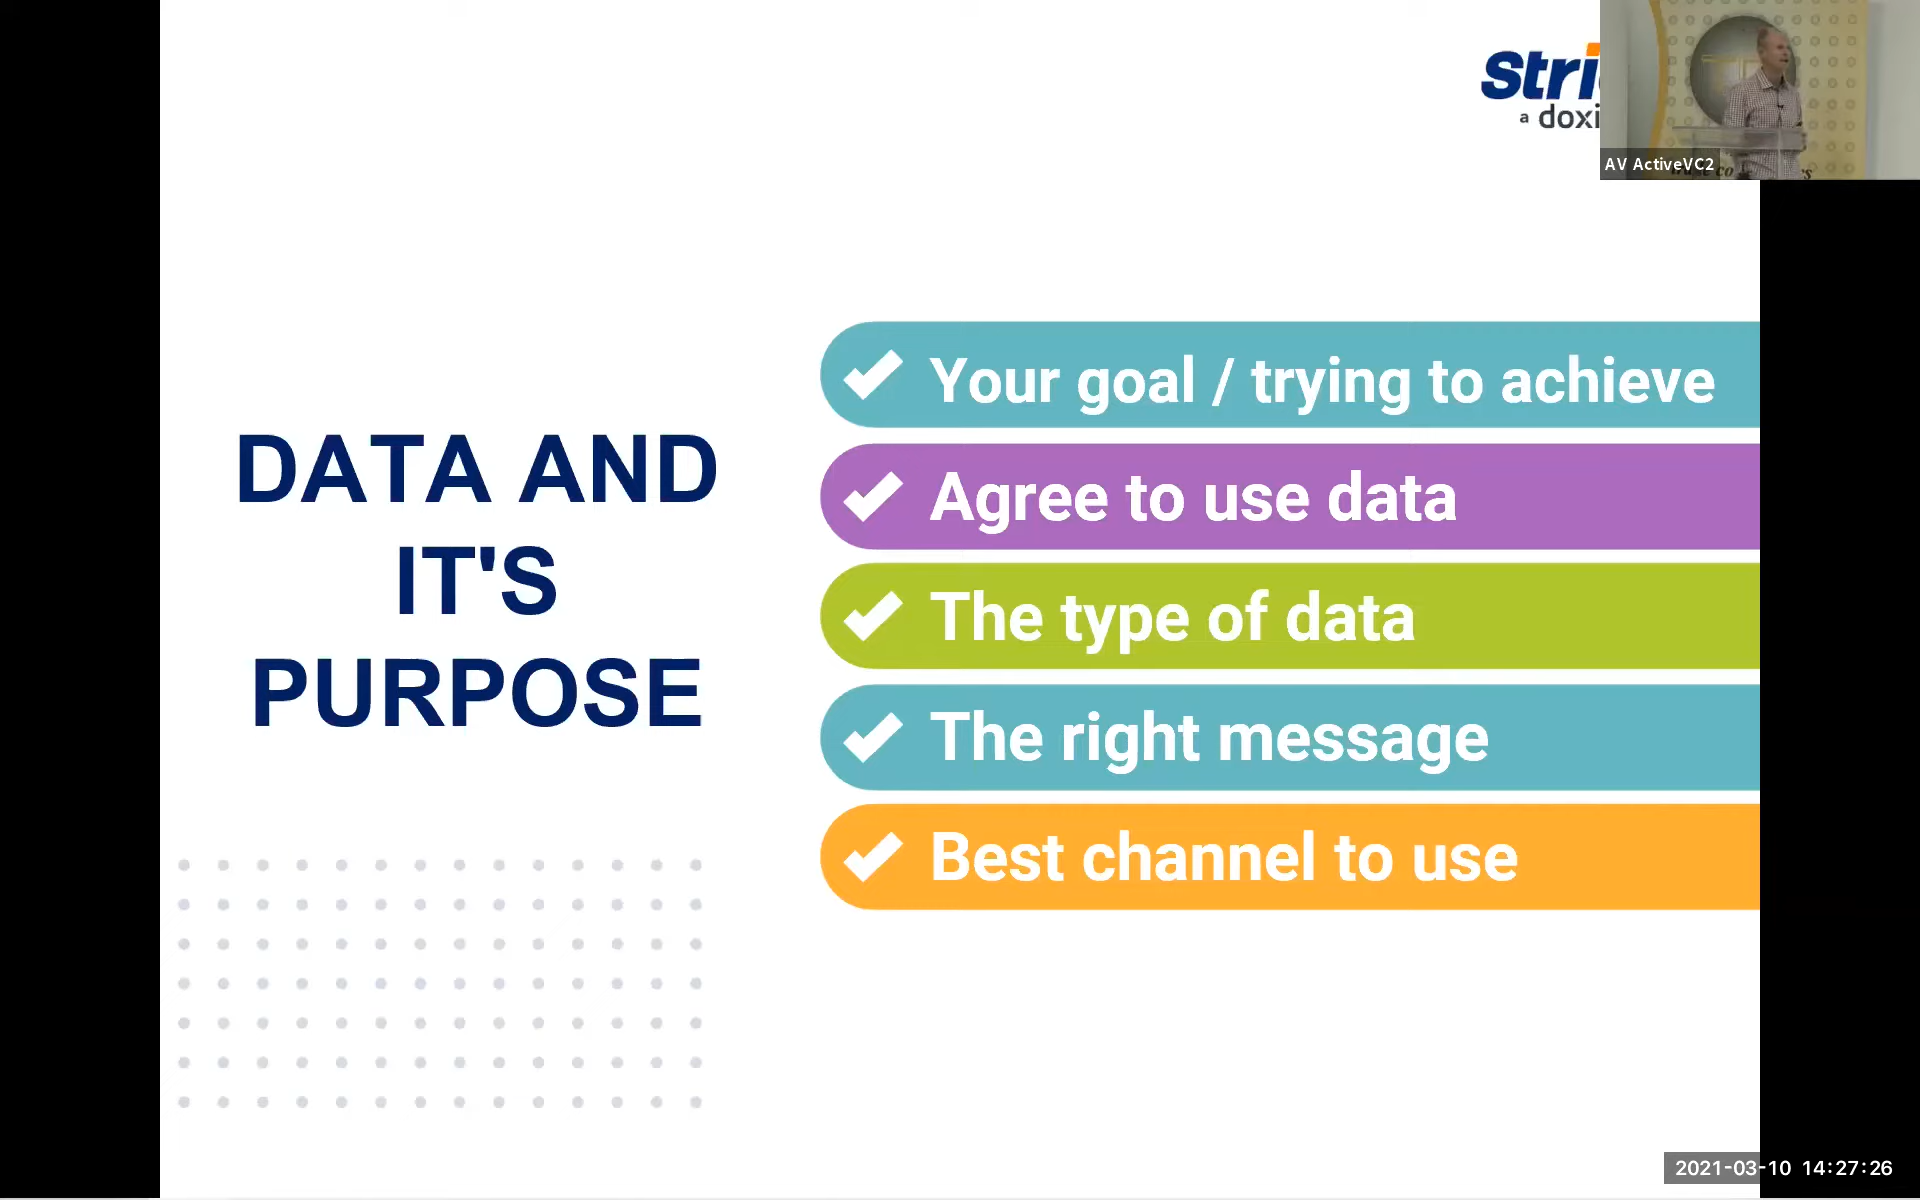 a
AV ActiveVC2
DATA AND
IT'S
PURPOSE
Your goal / trying to achieve
Agree to use data
The type of data
The right message
Best channel to use
2021-03-10 14:27:26